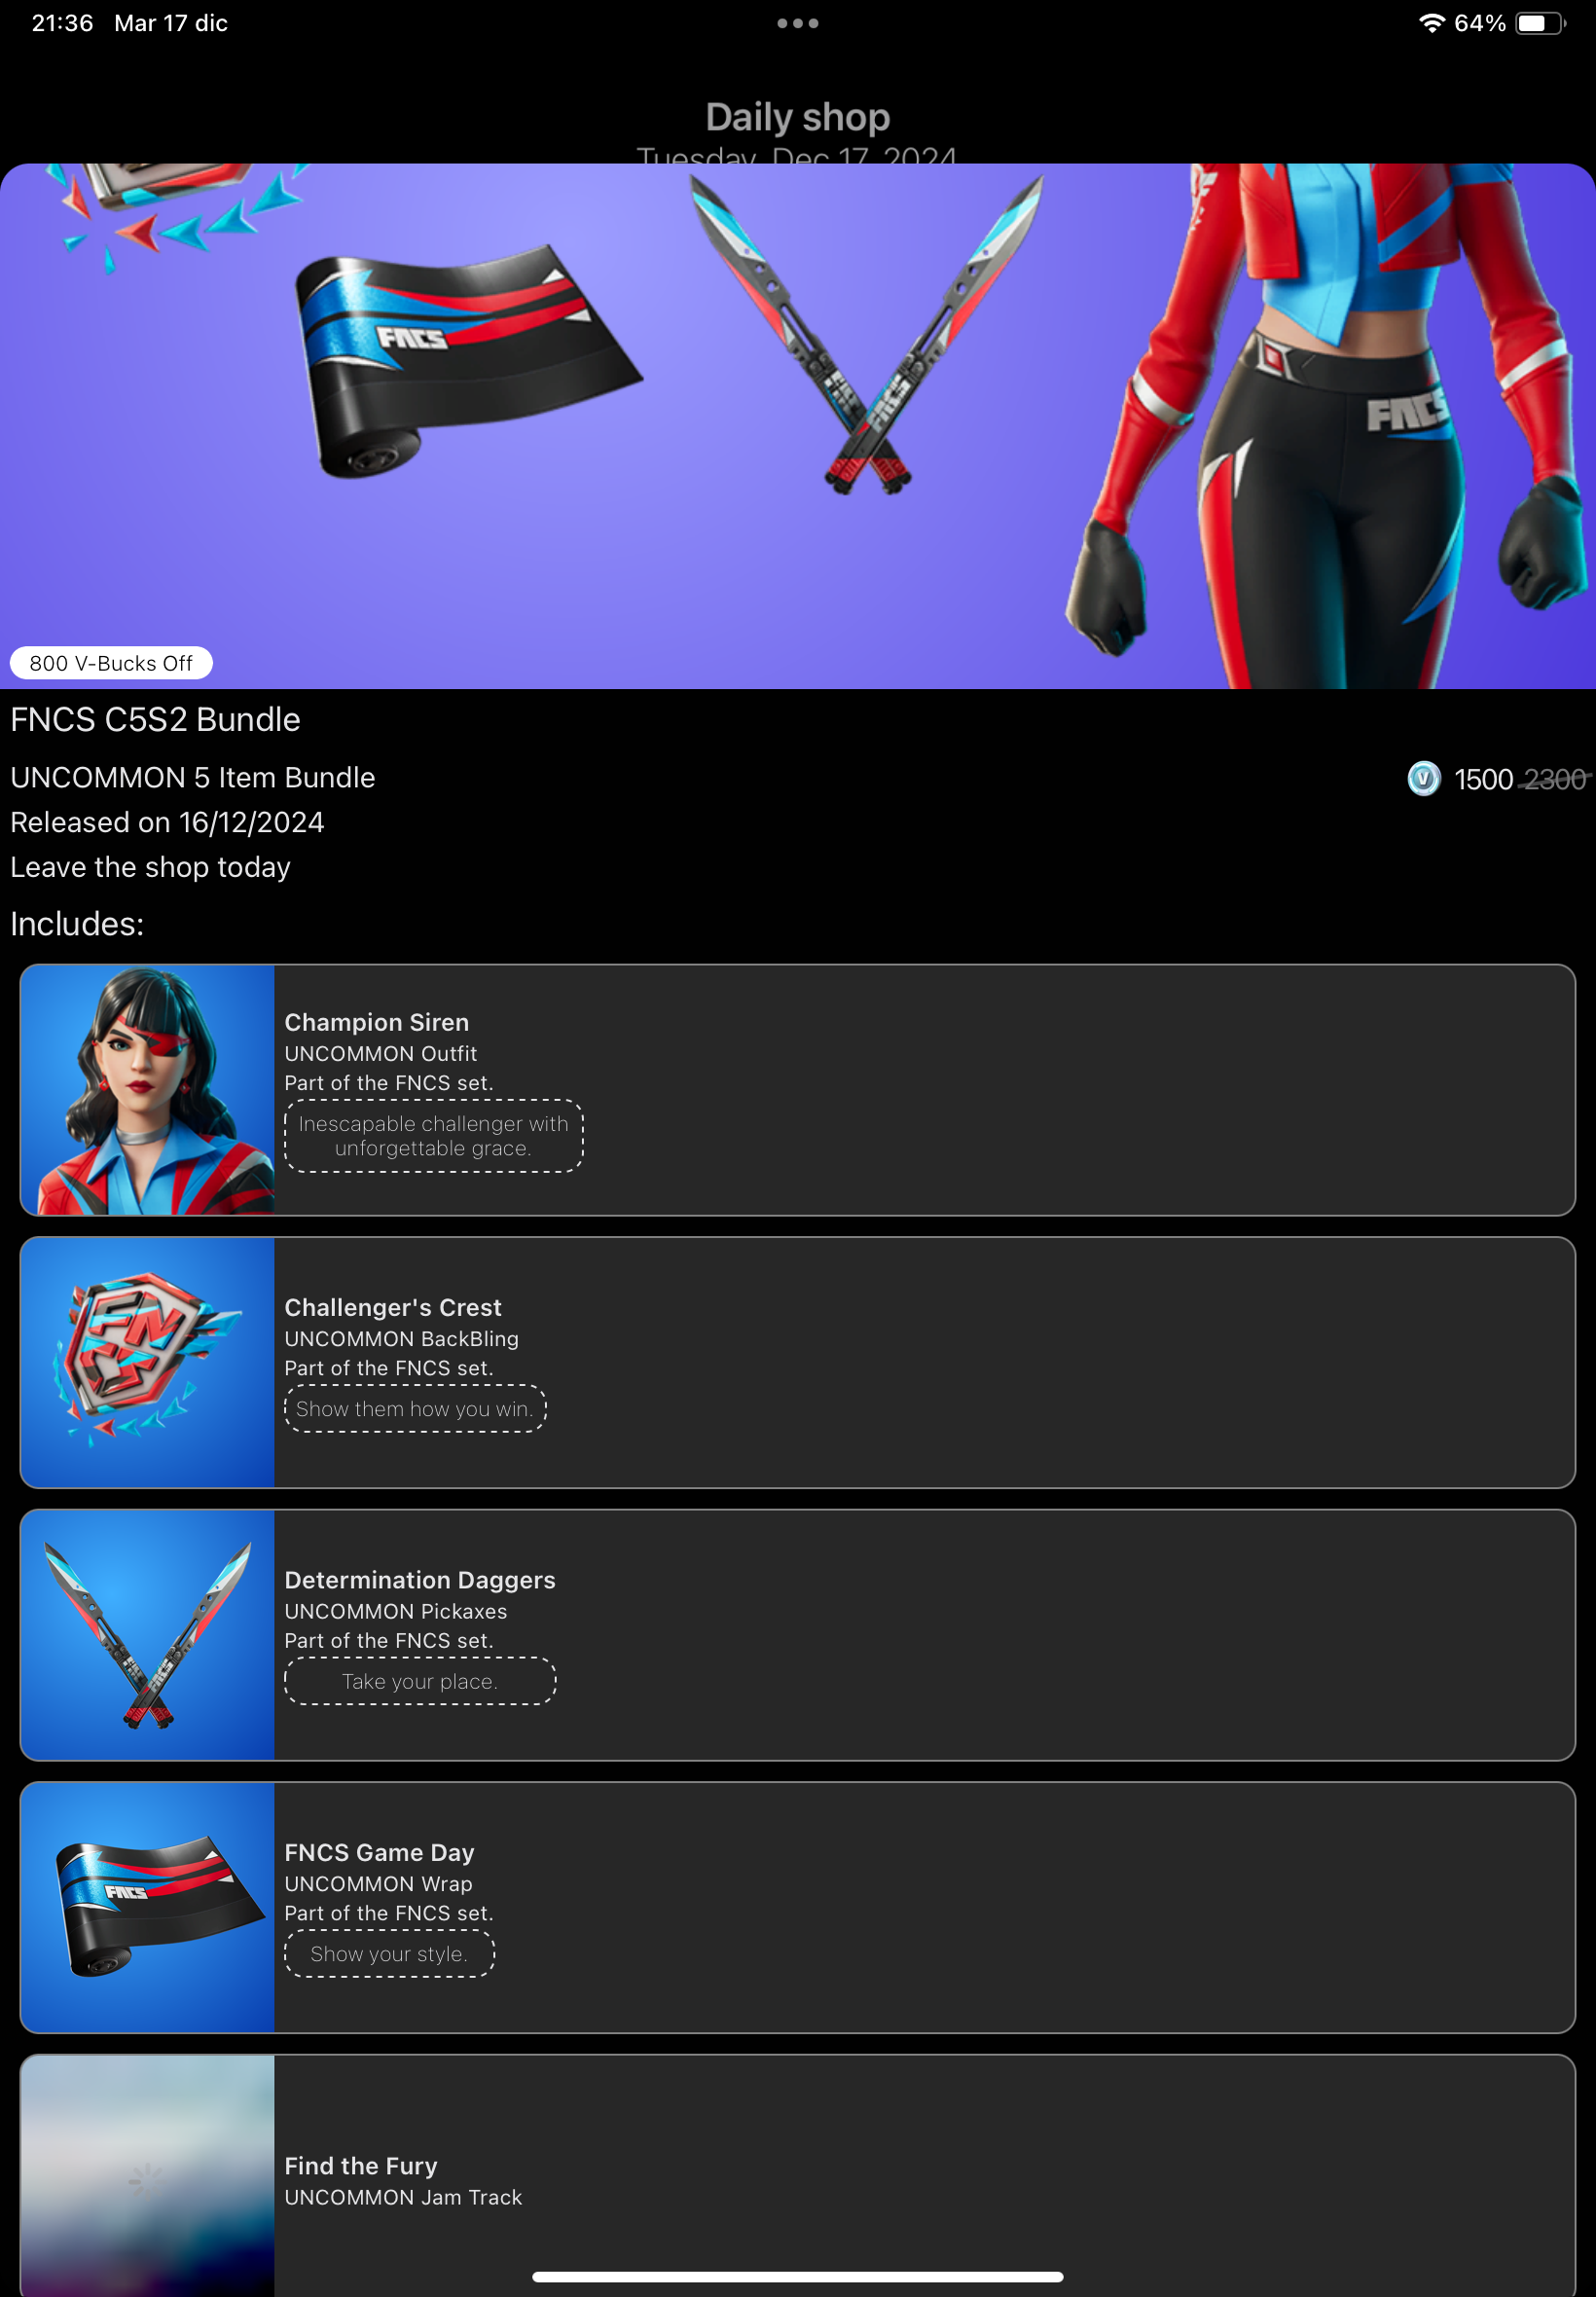 21:36 Mar 17 dic
64%
Daily shop
Tuesday, Dec 17, 2024
FNCS
FNCS
FNCS
FNCS
800 V-Bucks Off
FNCS C5S2 Bundle
UNCOMMON 5 Item Bundle
V 1500 2300
Released on 16/12/2024
Leave the shop today
Includes:
Champion Siren
UNCOMMON Outfit
Part of the FNCS set.
Inescapable challenger with
unforgettable grace.
FN
CS
Challenger's Crest
UNCOMMON BackBling
Part of the FNCS set.
Show them how you win.
FNCS
Determination Daggers
UNCOMMON Pickaxes
Part of the FNCS set.
Take your place.
FNCS
FNCS Game Day
UNCOMMON Wrap
Part of the FNCS set.
Show your style.
Find the Fury
UNCOMMON Jam Track